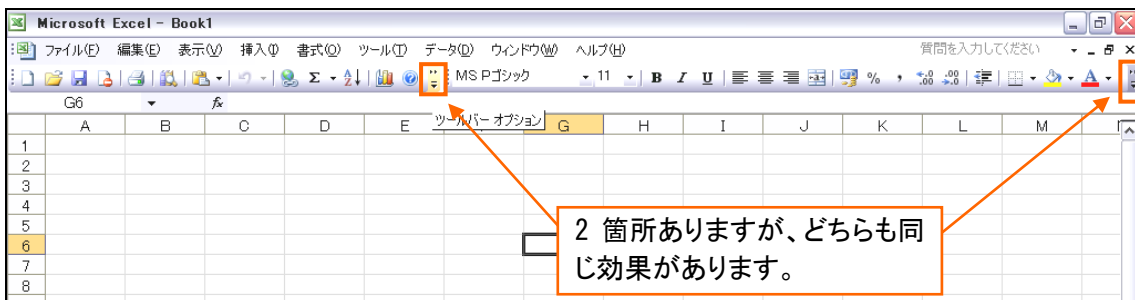 Microsoft Excel - Book1
ファイル(F) 編集(E) 表示(V) 挿入(I) 書式(O) ツール(T) データ(D) ウィンドウ(W) ヘルプ(H) 質問を入力してください
MS Pゴシック 11 B I U % , A
G6 fx
ツールバー オプション
A B C D E G H I J K L M
1
2
3
4
5
6
7
8
2 箇所ありますが、どちらも同
じ効果があります。